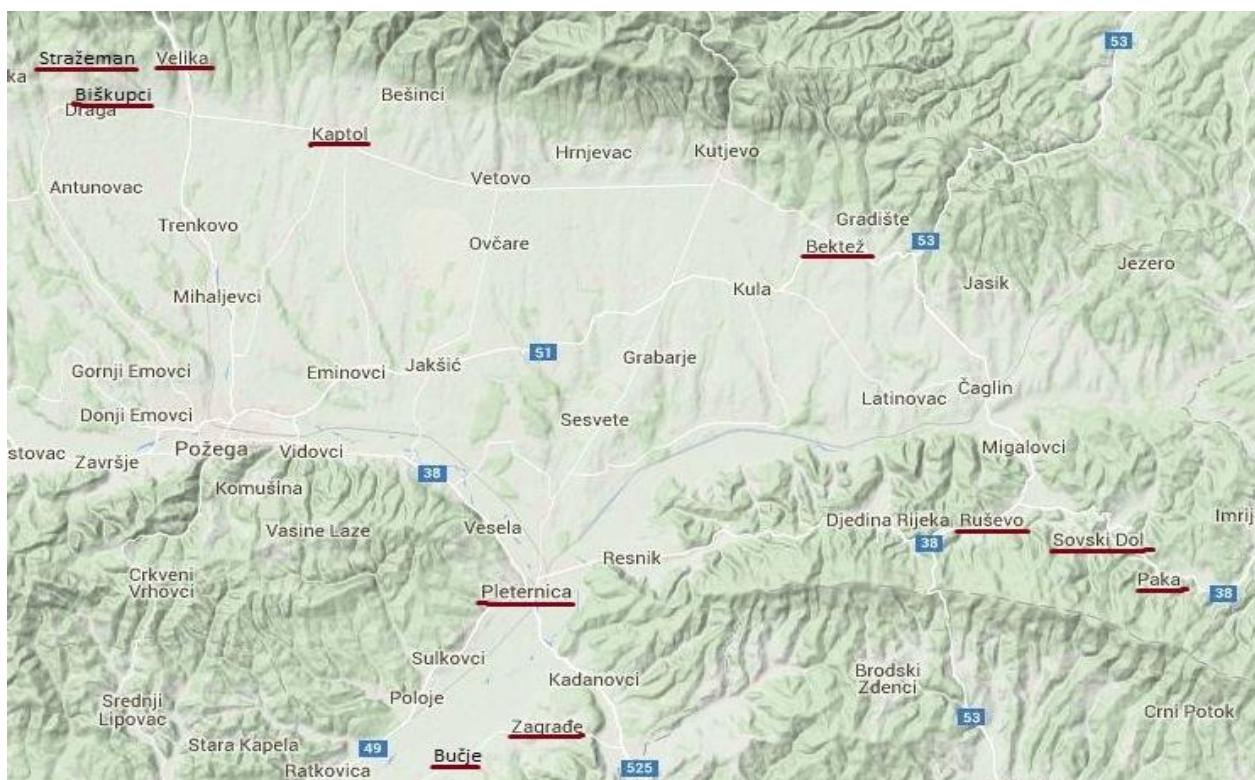 53
Stražeman
Velika
ka
Biškupci
Draga
Bešinci
Kaptol
Hrnjevac
Kutjevo
Vetovo
Antunovac
Trenkovo
Gradište
Ovčare
Bektež
53
Jezero
Jasik
Kula
Mihaljevci
51
Grabarje
Jakšić
Gornji Emovci
Eminovci
Čaglin
Latinovac
Donji Emovci
Sesvete
Požega
Vidovci
Migalovci
stovac
Završje
38
Komušina
Vasine Laze
Vesela
Djedina Rijeka
Ruševo
Imrij
Sovski Dol
38
Resnik
Crkveni
Vrhovci
Paka
38
Pleternica
Sulkovci
Kadanovci
Brodski
Zdenci
Poloje
Srednji
Lipovac
Crni Potok
53
Zagrađe
Stara Kapela
49
Bučje
Ratkovica
525